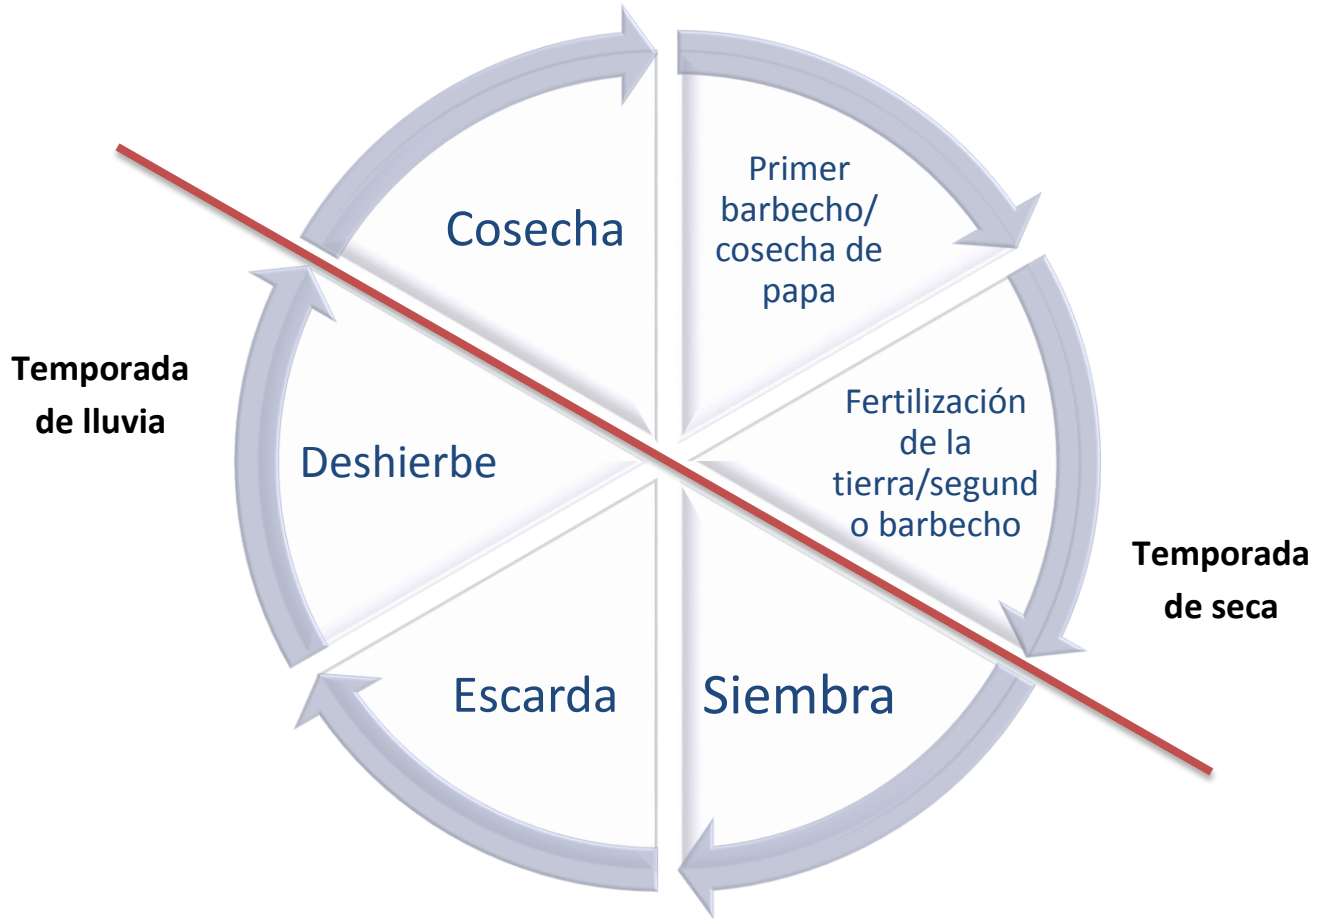 Primer
barbecho/
cosecha de
papa
Fertilización
de la
tierra/segund
o barbecho
Siembra
Escarda
Deshierbe
Cosecha
Temporada
de lluvia
Temporada
de seca